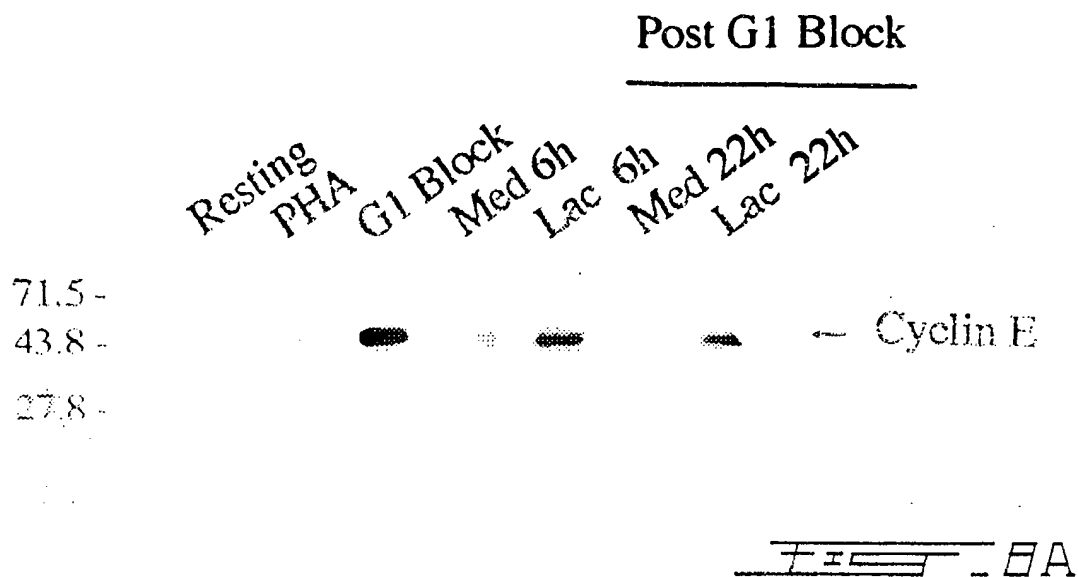 Post G1 Block
Resting
PHA
G1 Block
Med 6h
Lac 6h
Med 22h
Lac 22h
71.5 -
43.8 -
← Cyclin E
27.8 -
FIG_8A